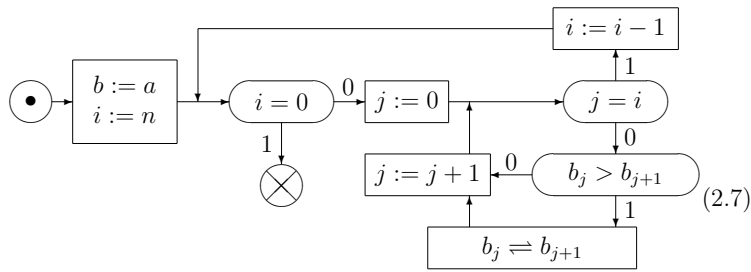 i := i − 1
1
b := a
i := n
i = 0
0
j := 0
j = i
1
0
j := j + 1
0
b_j > b_{j+1}
(2.7)
1
b_j ⇌ b_{j+1}